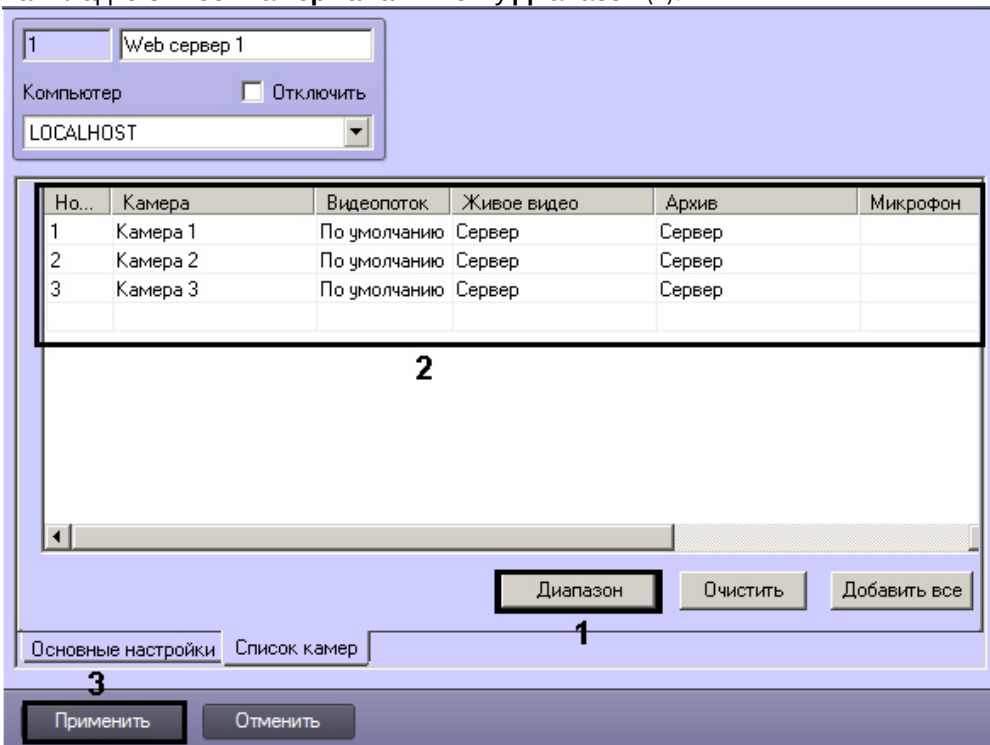 1 Web сервер 1
Компьютер Отключить
LOCALHOST
Но... Камера Видеопоток Живое видео Архив Микрофон
1 Камера 1 По умолчанию Сервер Сервер
2 Камера 2 По умолчанию Сервер Сервер
3 Камера 3 По умолчанию Сервер Сервер
2
Диапазон Очистить Добавить все
1
Основные настройки Список камер
3
Применить Отменить